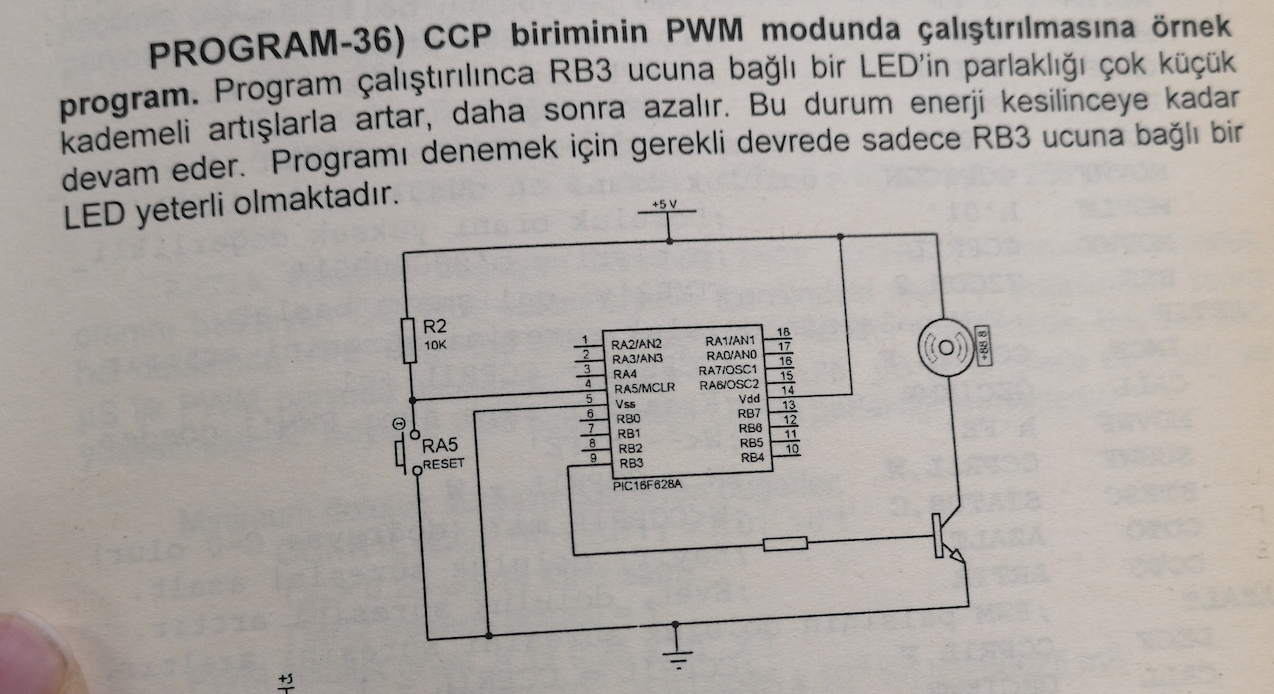 PROGRAM-36) CCP biriminin PWM modunda çalıştırılmasına örnek
program. Program çalıştırılınca RB3 ucuna bağlı bir LED'in parlaklığı çok küçük
kademeli artışlarla artar, daha sonra azalır. Bu durum enerji kesilinceye kadar
devam eder. Programı denemek için gerekli devrede sadece RB3 ucuna bağlı bir
LED yeterli olmaktadır.
+5 V
R2
10K
RA5
RESET
1 RA2/AN2 RA1/AN1 18
2 RA3/AN3 RA0/AN0 17
3 RA4 RA7/OSC1 16
4 RA5/MCLR RA6/OSC2 15
5 Vss Vdd 14
6 RB0 RB7 13
7 RB1 RB6 12
8 RB2 RB5 11
9 RB3 RB4 10
PIC16F628A
+88.8
+5